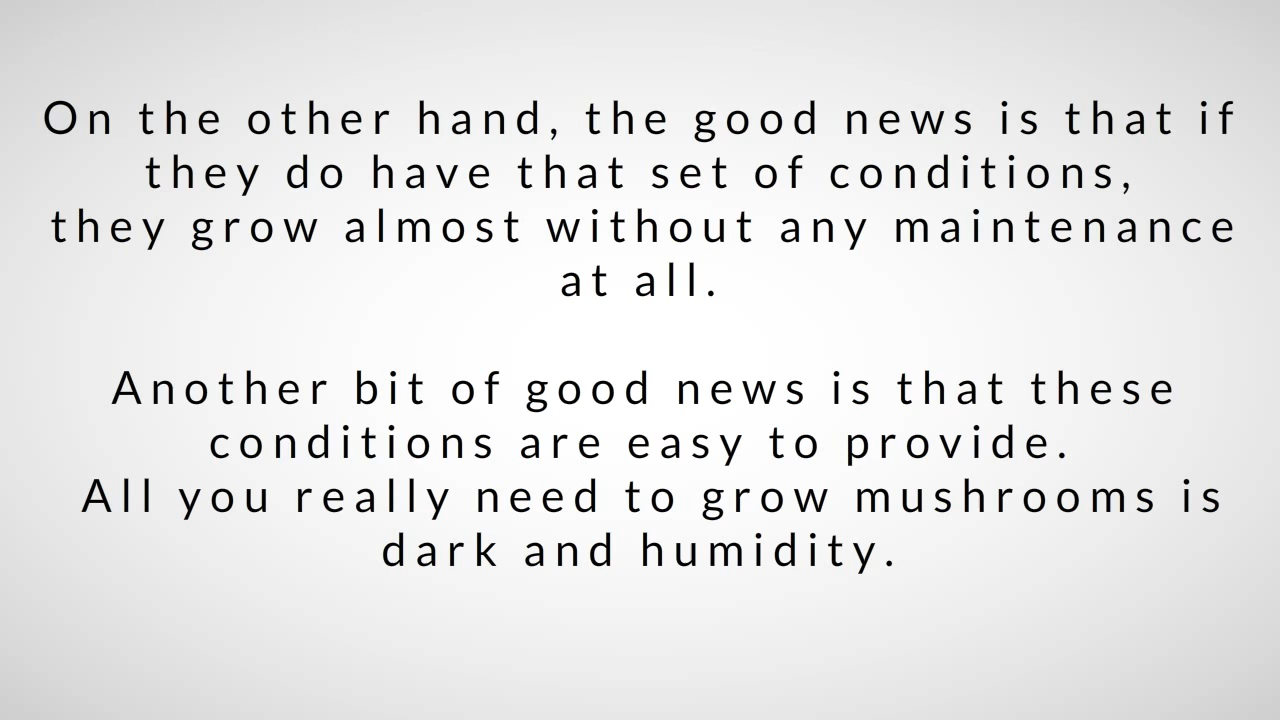 On the other hand, the good news is that if
they do have that set of conditions,
they grow almost without any maintenance
at all.
Another bit of good news is that these
conditions are easy to provide.
All you really need to grow mushrooms is
dark and humidity.